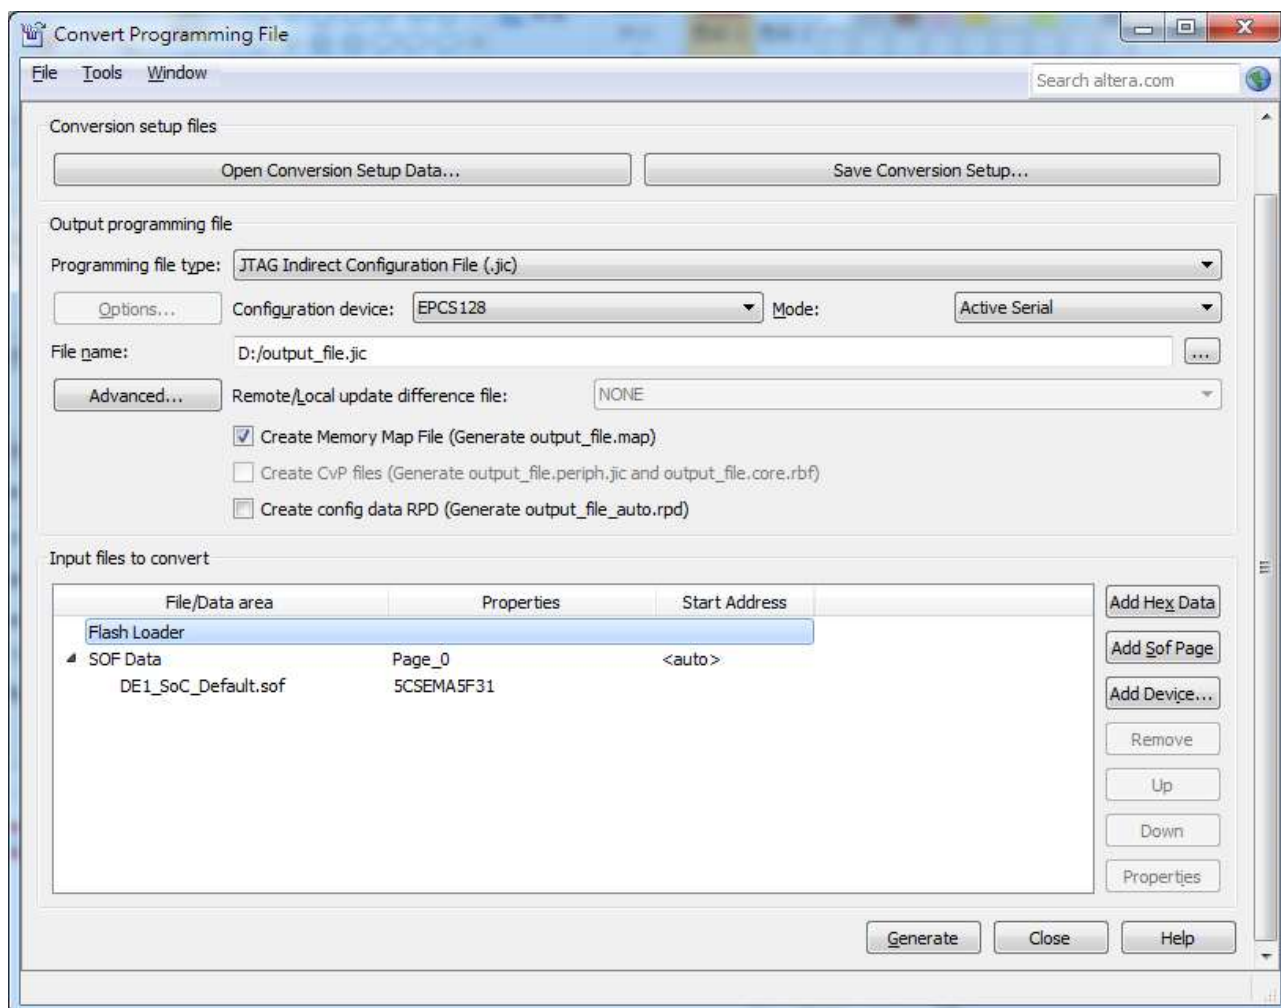 Convert Programming File
File Tools Window
Search altera.com
Conversion setup files
Open Conversion Setup Data... Save Conversion Setup...
Output programming file
Programming file type: JTAG Indirect Configuration File (.jic)
Options... Configuration device: EPCS128 Mode: Active Serial
File name: D:/output_file.jic ...
Advanced... Remote/Local update difference file: NONE
Create Memory Map File (Generate output_file.map)
Create CvP files (Generate output_file.periph.jic and output_file.core.rbf)
Create config data RPD (Generate output_file_auto.rpd)
Input files to convert
File/Data area Properties Start Address
Add Hex Data
Flash Loader
SOF Data Page_0 <auto>
Add Sof Page
DE1_SoC_Default.sof 5CSEMA5F31
Add Device...
Remove
Up
Down
Properties
Generate Close Help